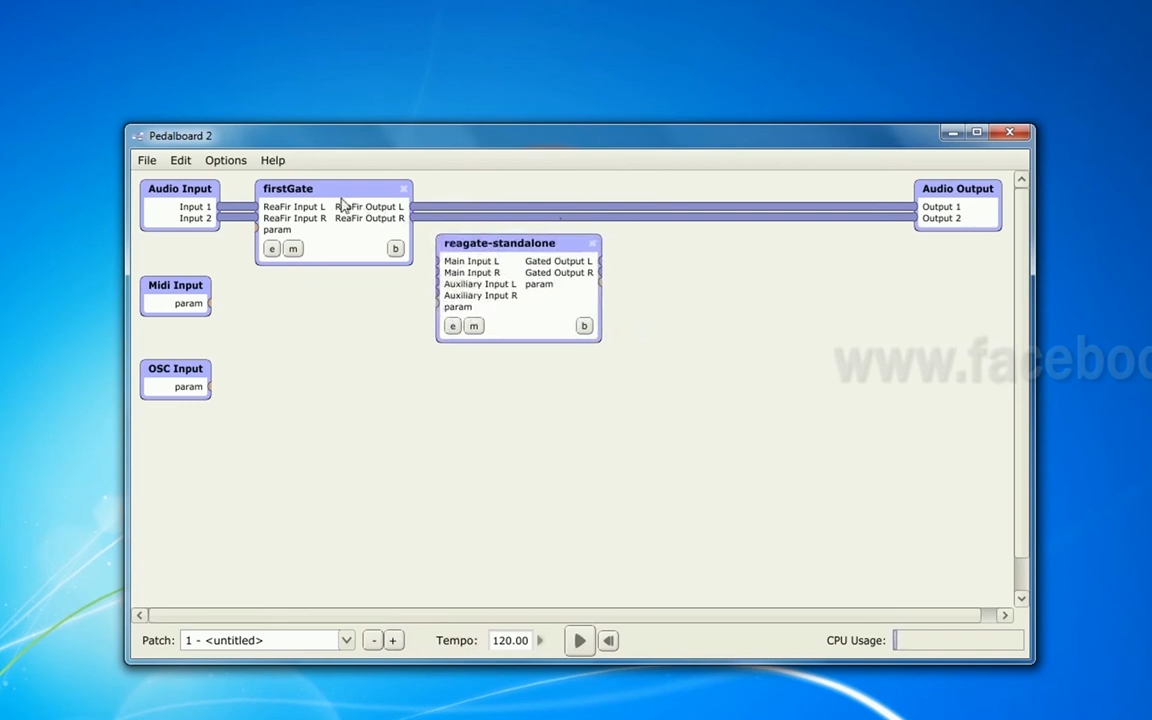 Pedalboard 2
File Edit Options Help
Audio Input
Input 1
Input 2
firstGate
ReaFir Input L ReaFir Output L
ReaFir Input R ReaFir Output R
param
e m b
Audio Output
Output 1
Output 2
reagate-standalone
Main Input L Gated Output L
Main Input R Gated Output R
Auxiliary Input L param
Auxiliary Input R
param
e m b
Midi Input
param
OSC Input
param
www.faceboo
Patch: 1 - <untitled> - + Tempo: 120.00 CPU Usage: